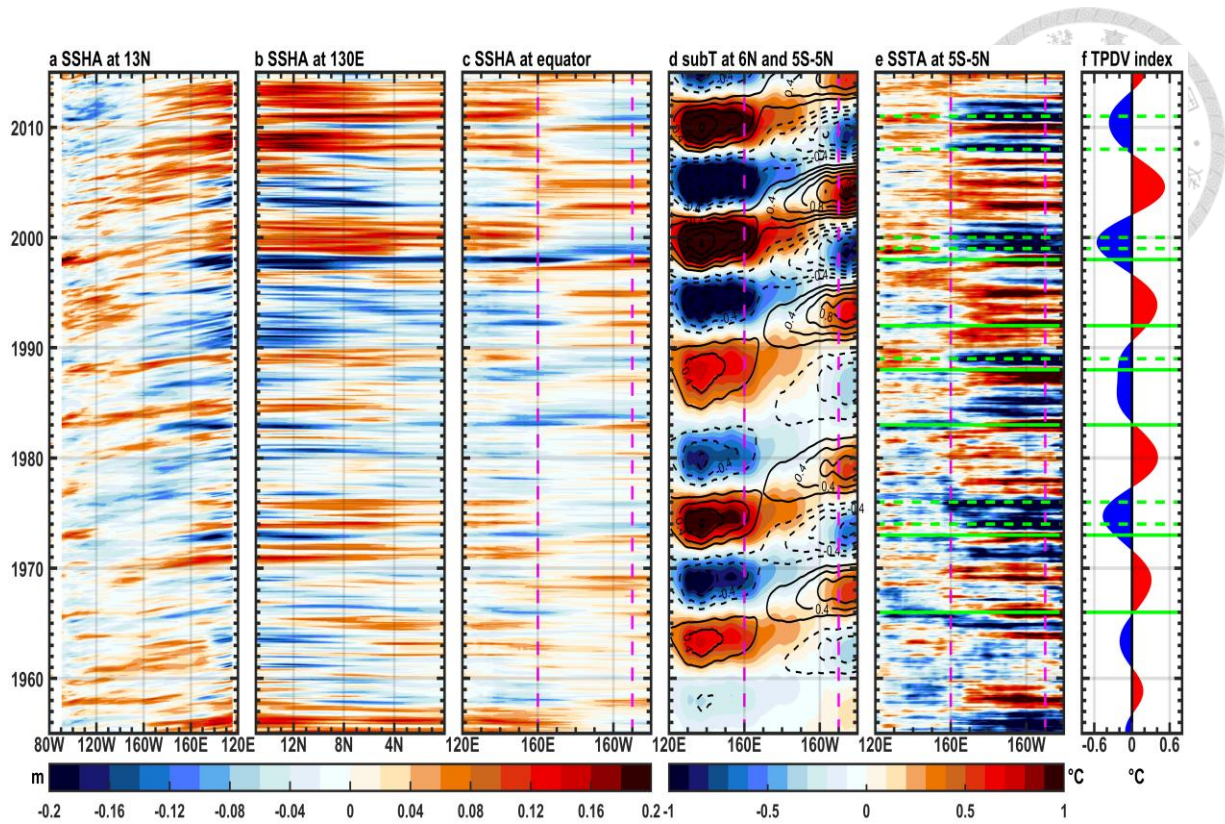 a SSHA at 13N
b SSHA at 130E
c SSHA at equator
d subT at 6N and 5S-5N
e SSTA at 5S-5N
f TPDV index
2010
2000
1990
1980
1970
1960
80W 120W 160W 160E 120E
12N 8N 4N
120E 160E 160W
120E 160E 160W
120E 160E 160W
-0.6 0 0.6
m
-0.2 -0.16 -0.12 -0.08 -0.04 0 0.04 0.08 0.12 0.16 0.2
-1 -0.5 0 0.5 1
°C
°C